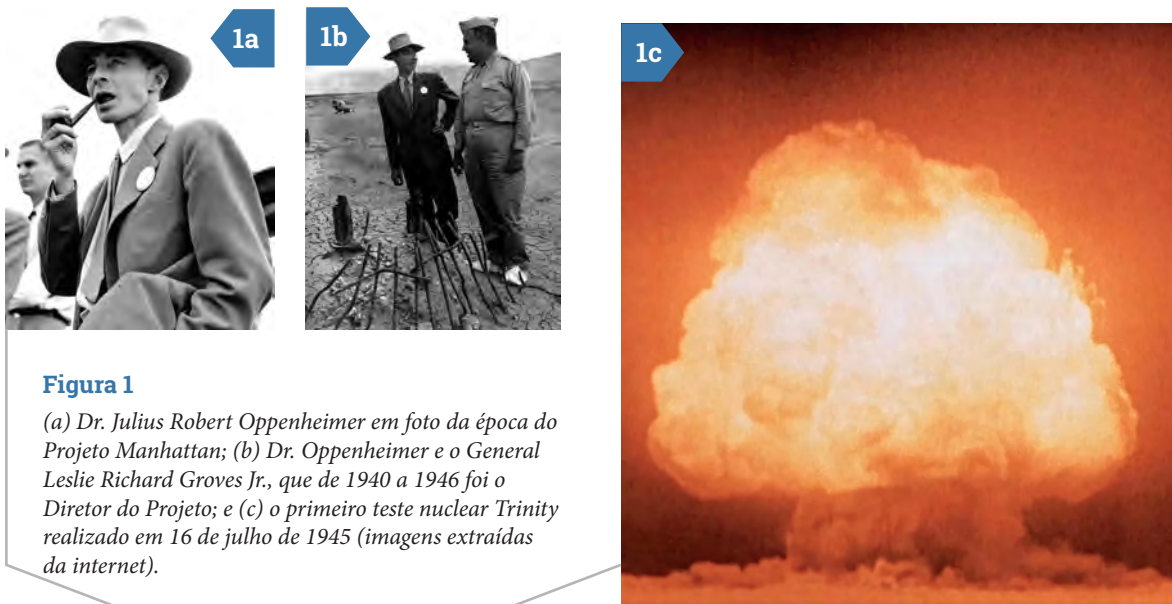 1a
1b
1c
Figura 1
(a) Dr. Julius Robert Oppenheimer em foto da época do
Projeto Manhattan; (b) Dr. Oppenheimer e o General
Leslie Richard Groves Jr., que de 1940 a 1946 foi o
Diretor do Projeto; e (c) o primeiro teste nuclear Trinity
realizado em 16 de julho de 1945 (imagens extraídas
da internet).